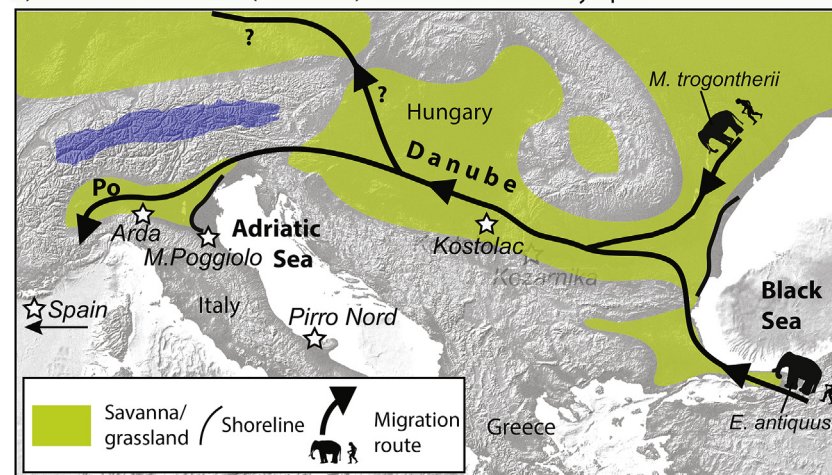 ?
M. trogontherii
?
Hungary
Danube
Po
Arda
M.Poggiolo
Adriatic
Sea
Kostolac
Kozarnika
Spain
Italy
Pirro Nord
Black
Sea
Savanna/
grassland
Shoreline
Migration
route
Greece
E. antiquus